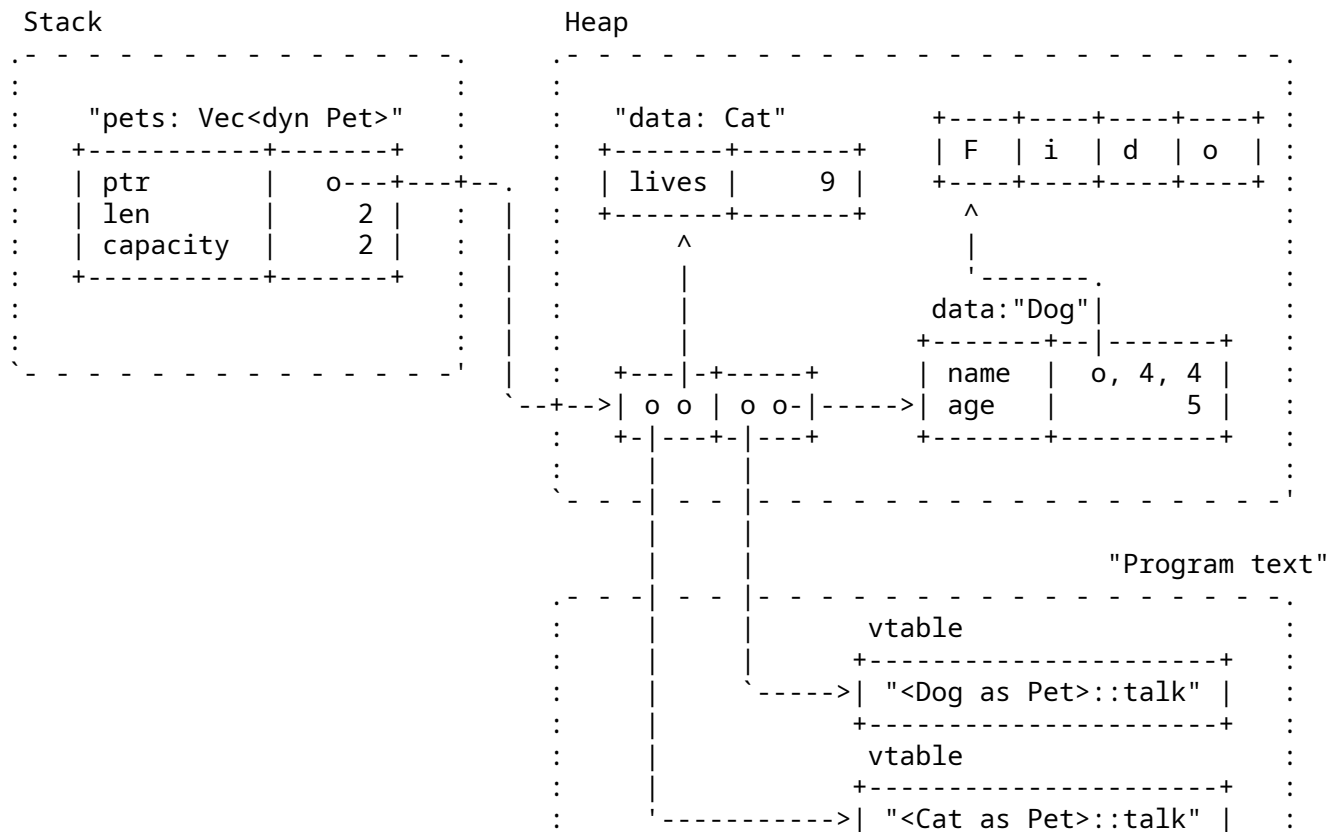 Stack Heap
"pets: Vec<dyn Pet>" "data: Cat"
F i d o
ptr o lives 9
len 2
capacity 2
data:"Dog"
name o, 4, 4
o o o o age 5
"Program text"
vtable
"<Dog as Pet>::talk"
vtable
"<Cat as Pet>::talk"